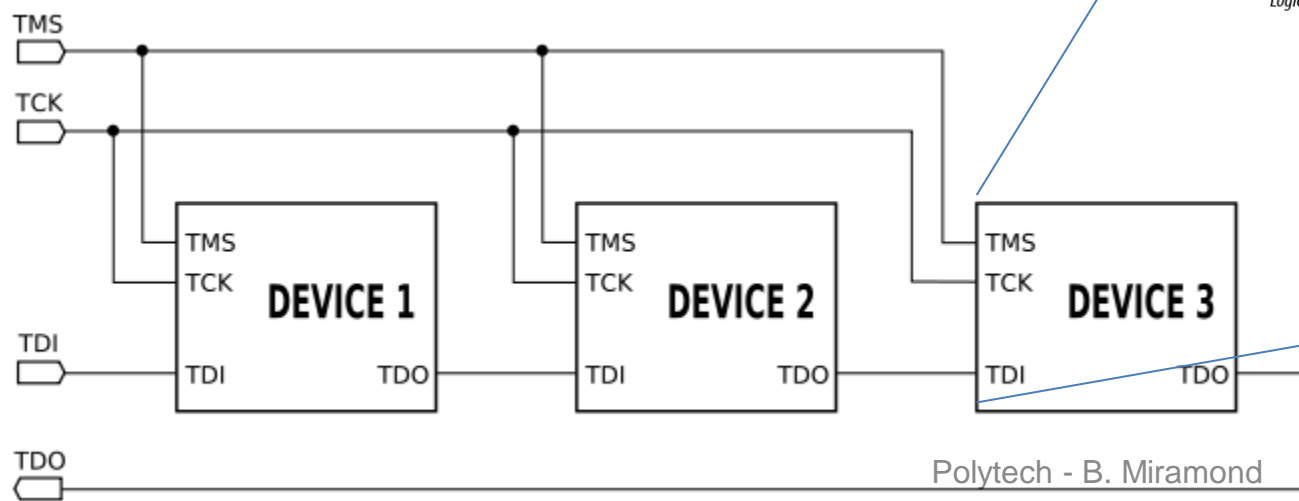 TMS
TCK
TMS
TCK
DEVICE 1
TDI
TDO
TMS
TCK
DEVICE 2
TDI
TDO
TMS
TCK
DEVICE 3
TDI
TDO
TDI
TDO
Polytech - B. Miramond